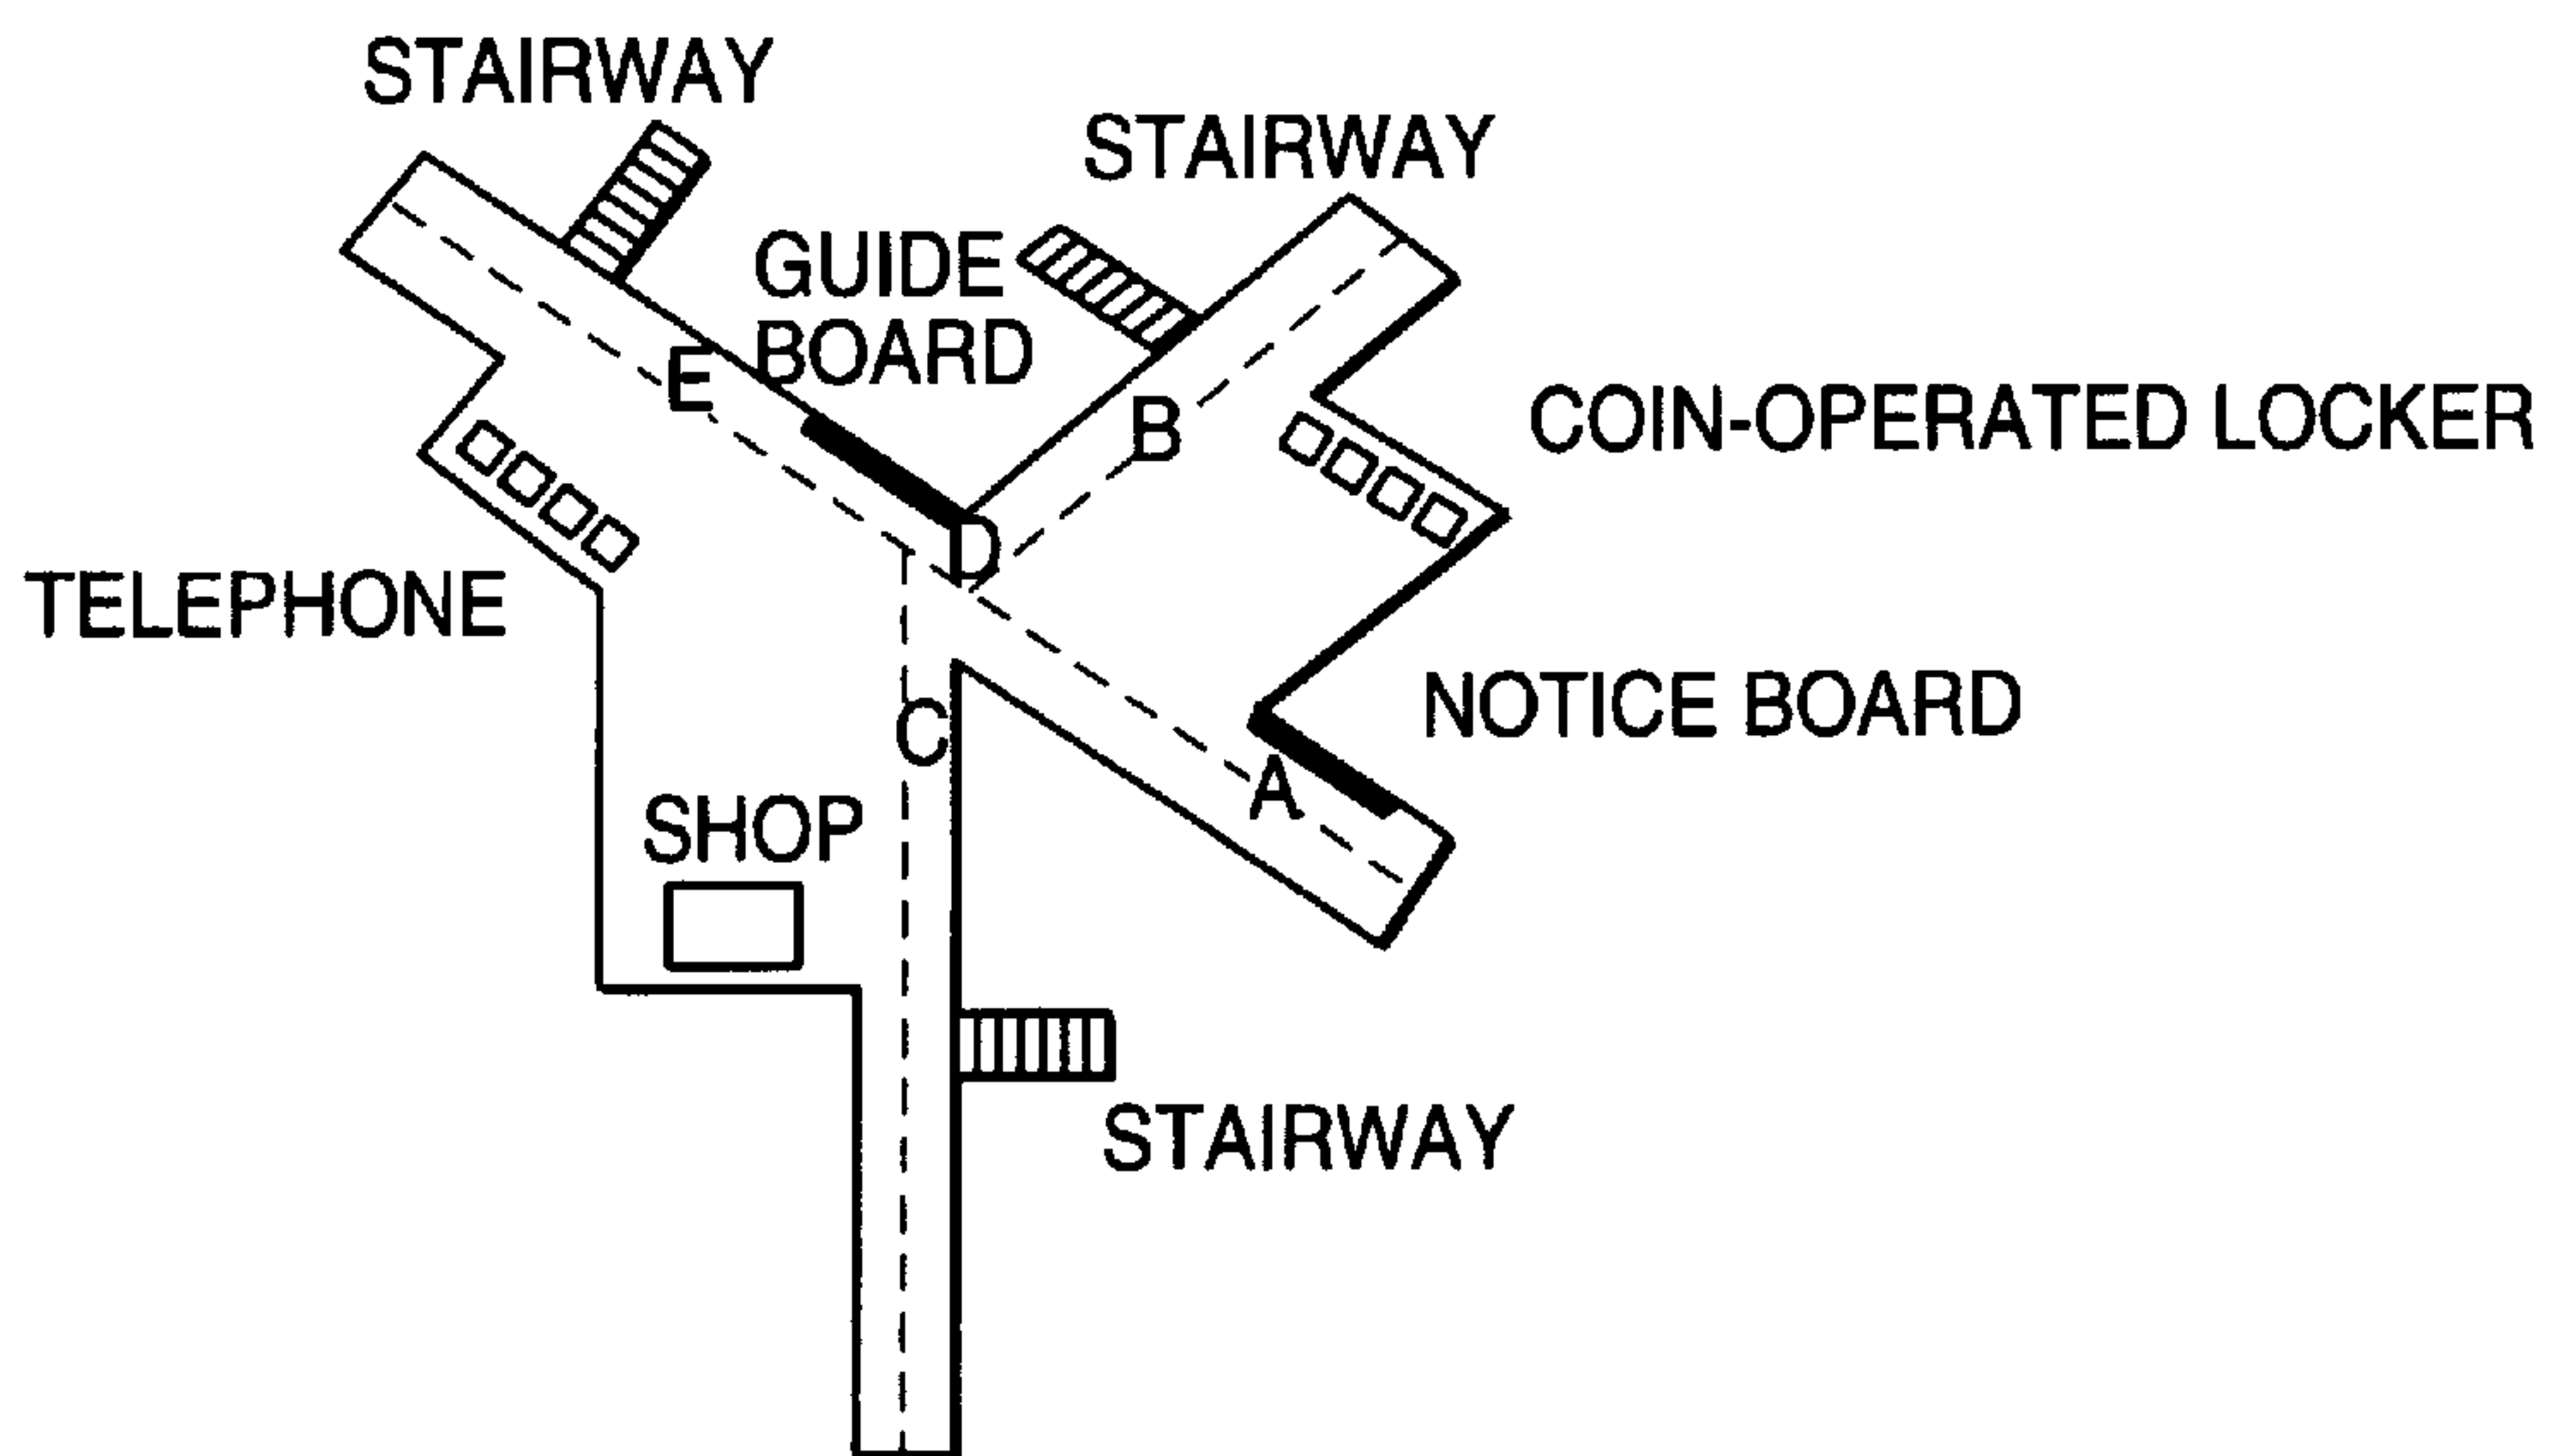 STAIRWAY
STAIRWAY
GUIDE
BOARD
E
B
COIN-OPERATED LOCKER
D
TELEPHONE
NOTICE BOARD
C
A
SHOP
STAIRWAY